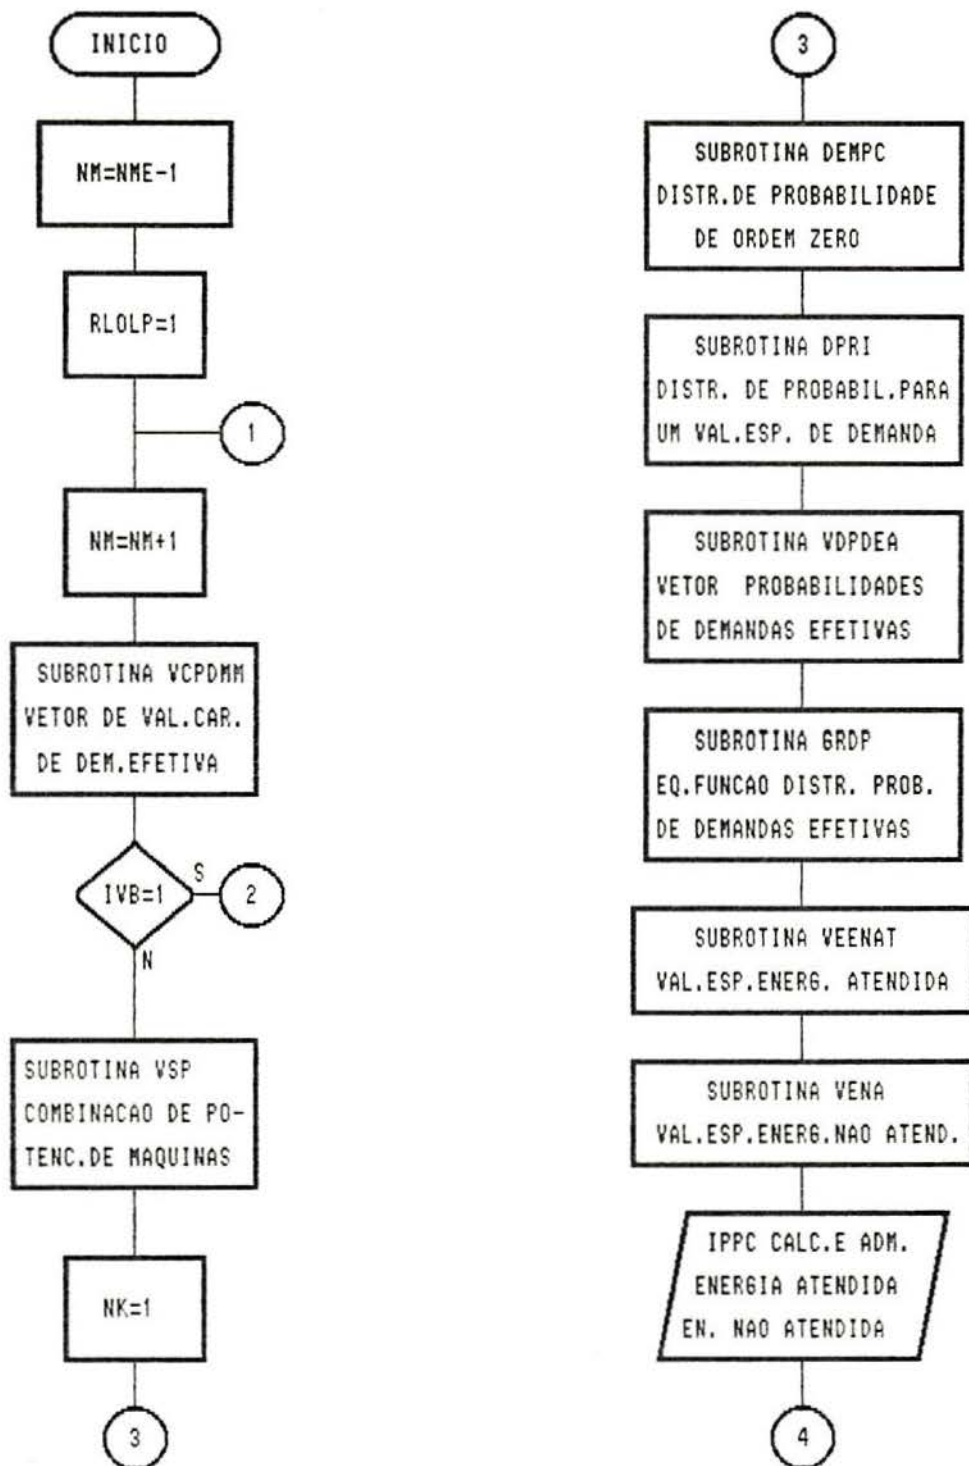 INICIO
NM=NME-1
RLOLP=1
1
NM=NM+1
SUBROTINA VCPDMM
VETOR DE VAL.CAR.
DE DEM.EFETIVA
IVB=1
S
2
N
SUBROTINA VSP
COMBINACAO DE PO-
TENC.DE MAQUINAS
NK=1
3
3
SUBROTINA DEMPC
DISTR.DE PROBABILIDADE
DE ORDEM ZERO
SUBROTINA DPRI
DISTR. DE PROBABIL.PARA
UM VAL.ESP. DE DEMANDA
SUBROTINA VDPDEA
VETOR PROBABILIDADES
DE DEMANDAS EFETIVAS
SUBROTINA GRDP
EQ.FUNCAO DISTR. PROB.
DE DEMANDAS EFETIVAS
SUBROTINA VEENAT
VAL.ESP.ENERG. ATENDIDA
SUBROTINA VENA
VAL.ESP.ENERG.NAO ATEND.
IPPC CALC.E ADM.
ENERGIA ATENDIDA
EN. NAO ATENDIDA
4